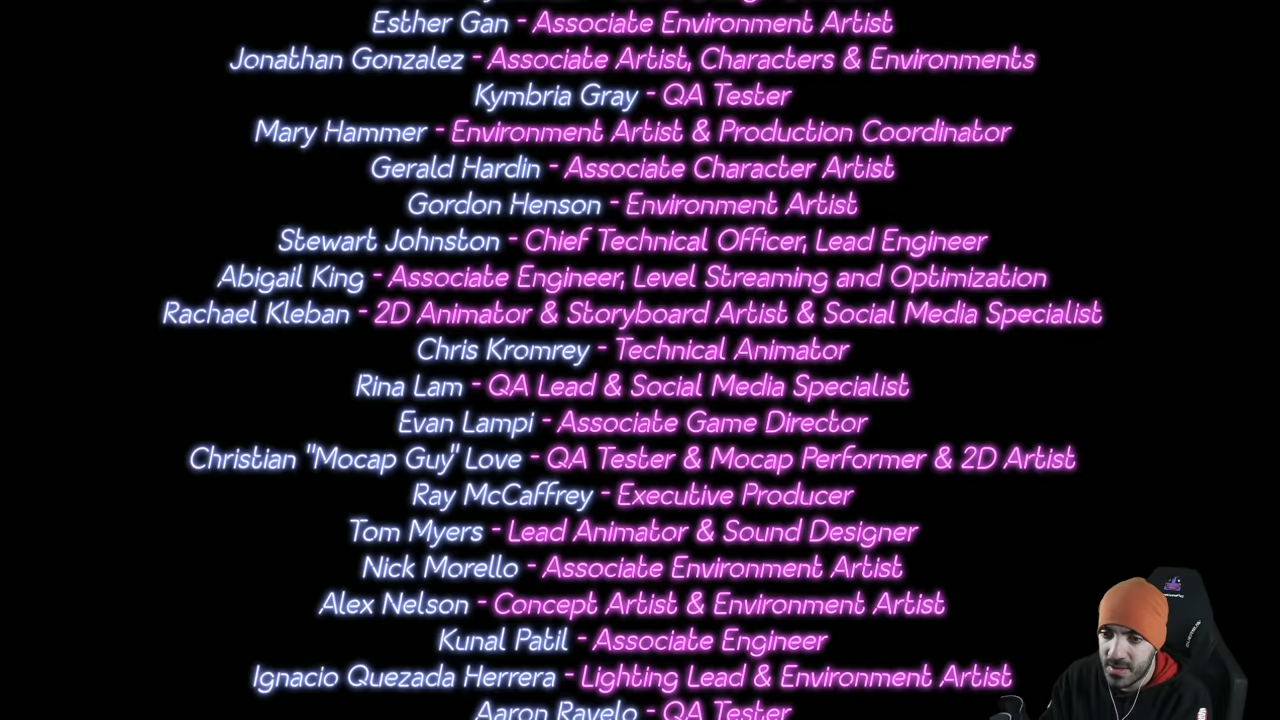 Esther Gan - Associate Environment Artist
Jonathan Gonzalez - Associate Artist, Characters & Environments
Kymbria Gray - QA Tester
Mary Hammer - Environment Artist & Production Coordinator
Gerald Hardin - Associate Character Artist
Gordon Henson - Environment Artist
Stewart Johnston - Chief Technical Officer, Lead Engineer
Abigail King - Associate Engineer, Level Streaming and Optimization
Rachael Kleban - 2D Animator & Storyboard Artist & Social Media Specialist
Chris Kromrey - Technical Animator
Rina Lam - QA Lead & Social Media Specialist
Evan Lampi - Associate Game Director
Christian "Mocap Guy" Love - QA Tester & Mocap Performer & 2D Artist
Ray McCaffrey - Executive Producer
Tom Myers - Lead Animator & Sound Designer
Nick Morello - Associate Environment Artist
Alex Nelson - Concept Artist & Environment Artist
Kunal Patil - Associate Engineer
Ignacio Quezada Herrera - Lighting Lead & Environment Artist
Aaron Ravelo - QA Tester